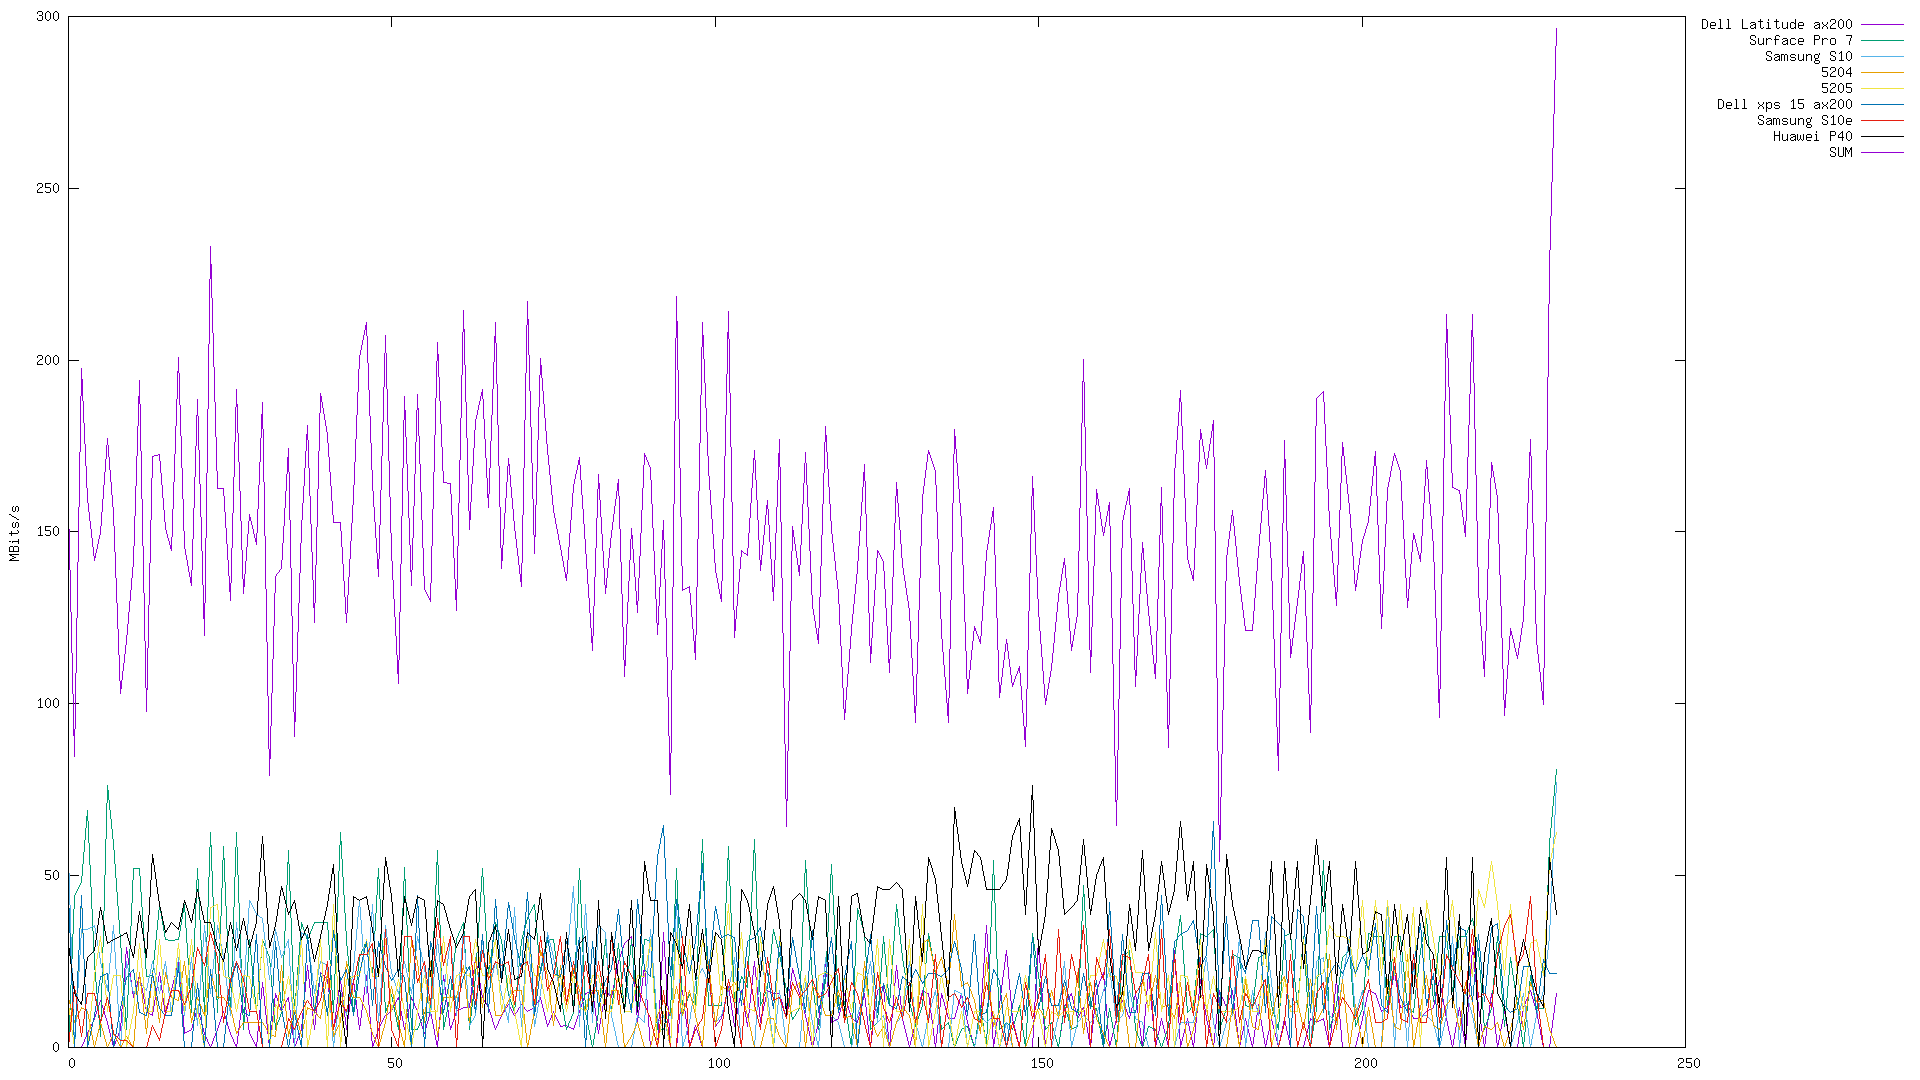 300
250
200
150
100
50
0
MBits/s
0 50 100 150 200 250
Dell Latitude ax200
Surface Pro 7
Samsung S10
5204
5205
Dell xps 15 ax200
Samsung S10e
Huawei P40
SUM